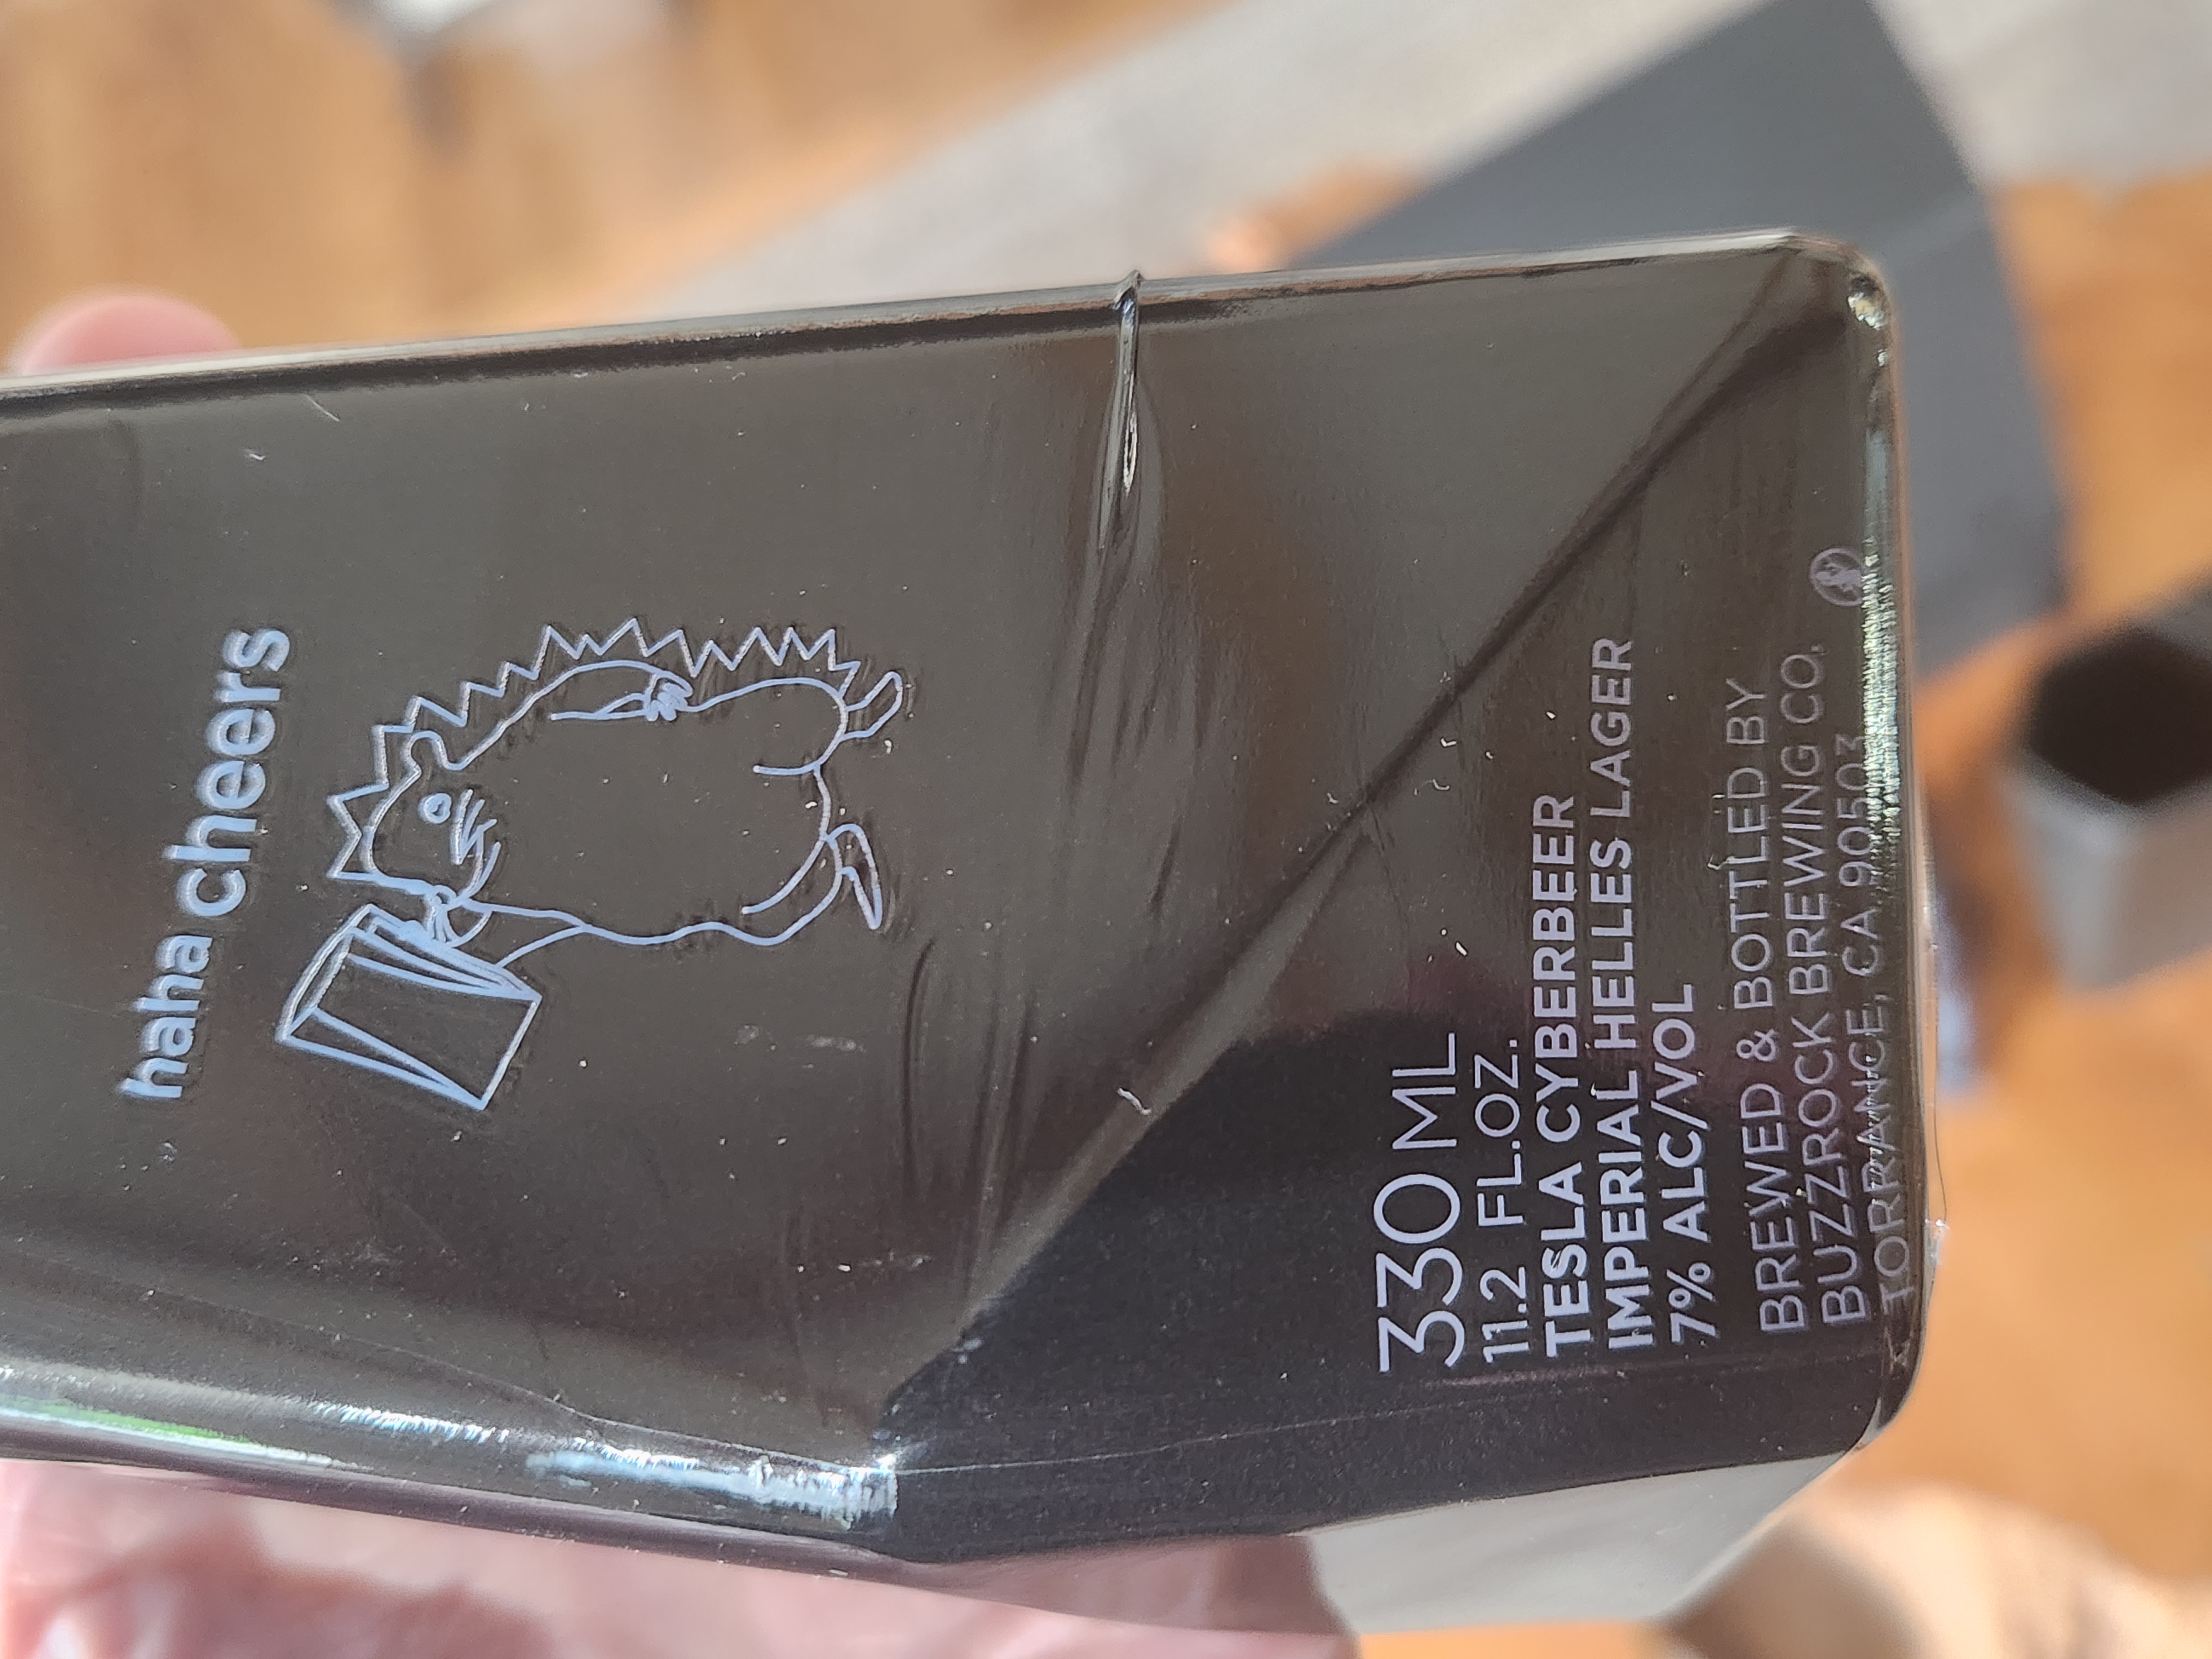 haha cheers
330 ML
11.2 FL.OZ.
TESLA CYBERBEER
IMPERIAL HELLES LAGER
7% ALC/VOL
BREWED & BOTTLED BY
BUZZROCK BREWING CO.
TORRANCE, CA 90503